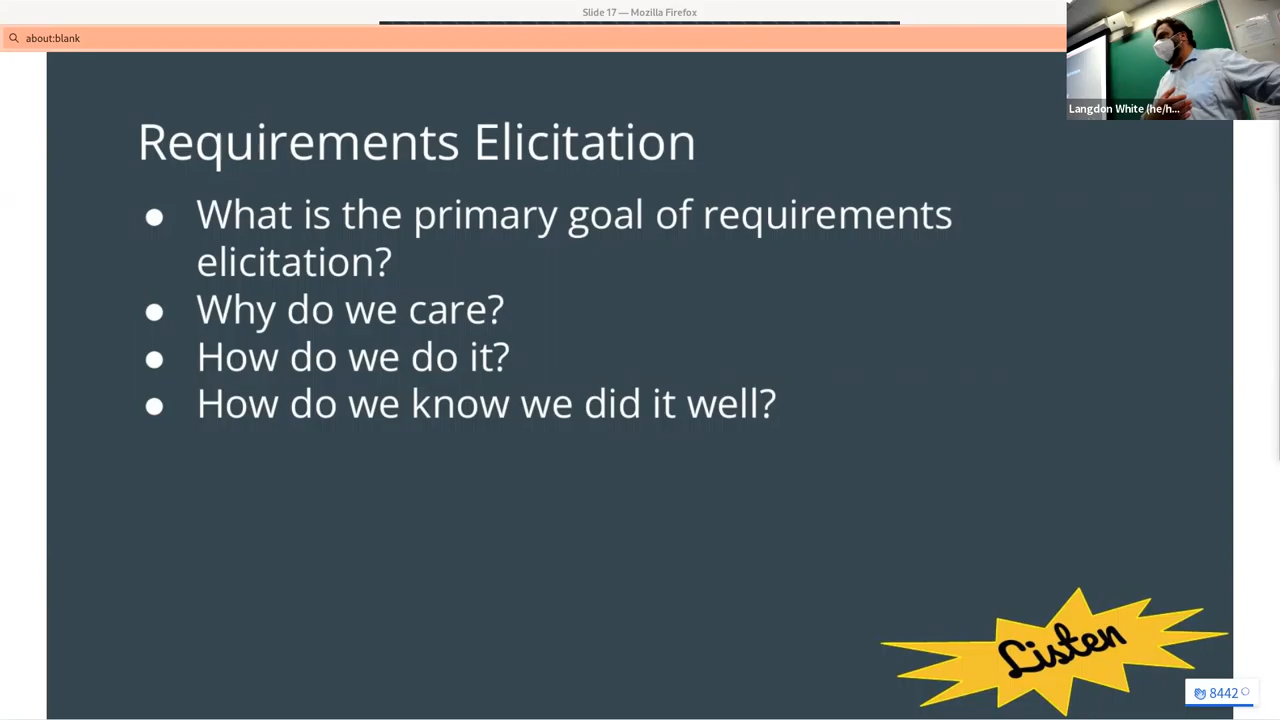 Slide 17 — Mozilla Firefox
about:blank
Langdon White (he/h...
Requirements Elicitation
● What is the primary goal of requirements
elicitation?
● Why do we care?
● How do we do it?
● How do we know we did it well?
Listen
8442